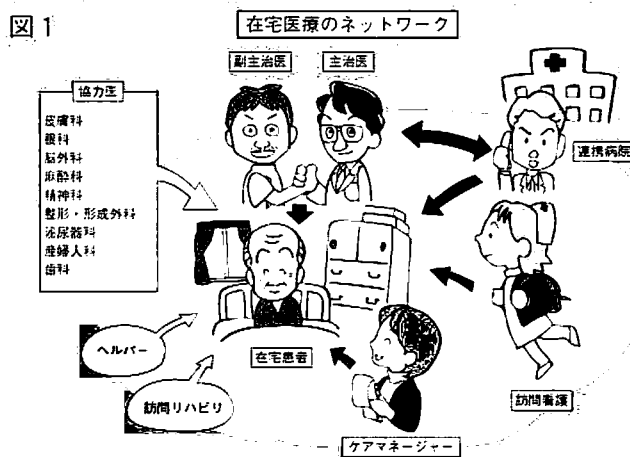 図1
在宅医療のネットワーク
副主治医
主治医
協力医
皮膚科
眼科
脳外科
麻酔科
精神科
整形・形成外科
泌尿器科
産婦人科
歯科
連携病院
ヘルパー
訪問リハビリ
在宅患者
訪問看護
ケアマネージャー